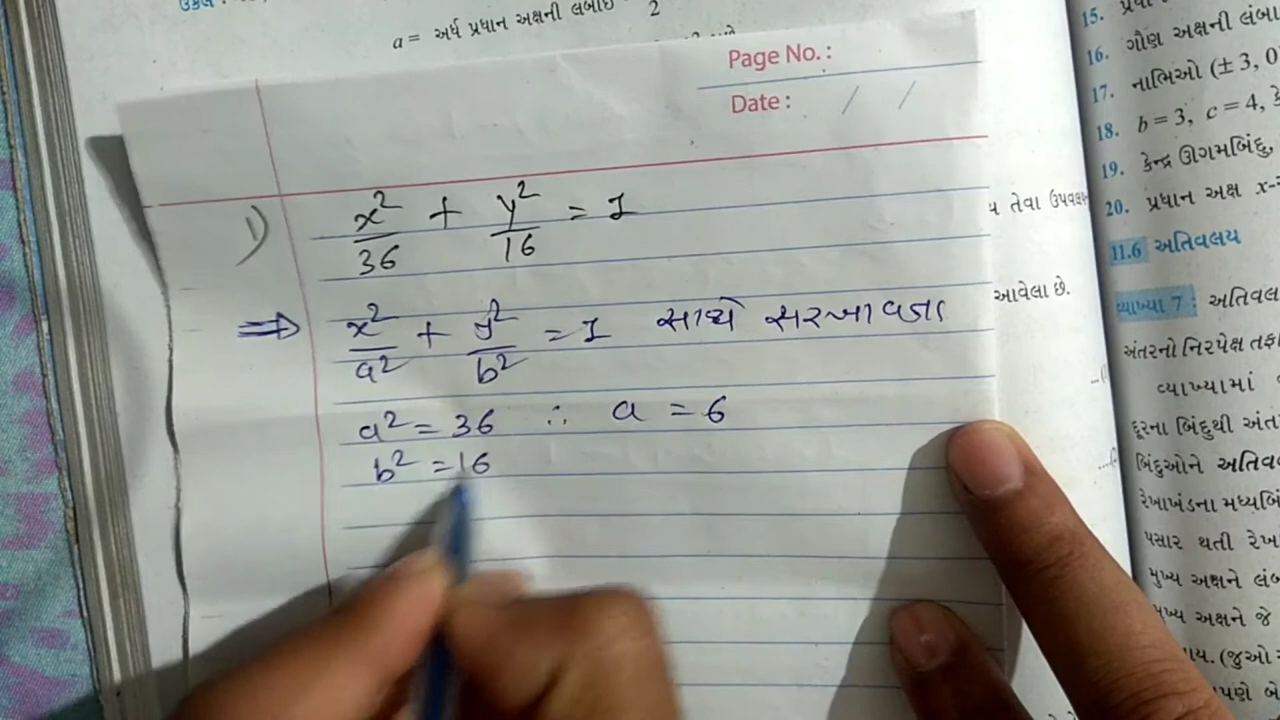 a = અર્ધ પ્રધાન અક્ષની લંબાઈ
2
Page No. :
Date : / /
1) x²/36 + y²/16 = 1
⇒ x²/a² + y²/b² = 1 સાથે સરખાવતા
a² = 36 ∴ a = 6
b² = 16
તેવા ઉપવલય
આવેલા છે.
15.
16. ગૌણ અક્ષની લંબા
17. નાભિઓ (± 3, 0
18. b = 3, c = 4,
19. કેન્દ્ર ઊગમબિંદુ,
20. પ્રધાન અક્ષ x-
11.6 અતિવલય
વ્યાખ્યા 7 : અતિવલ
અંતરનો નિરપેક્ષ તફા
વ્યાખ્યામાં
દૂરના બિંદુથી અંત
બિંદુઓને અતિવ
રેખાખંડના મધ્યબિં
પસાર થતી રેખા
મુખ્ય અક્ષને લંબ
મુખ્ય અક્ષને જે
(જુઓ